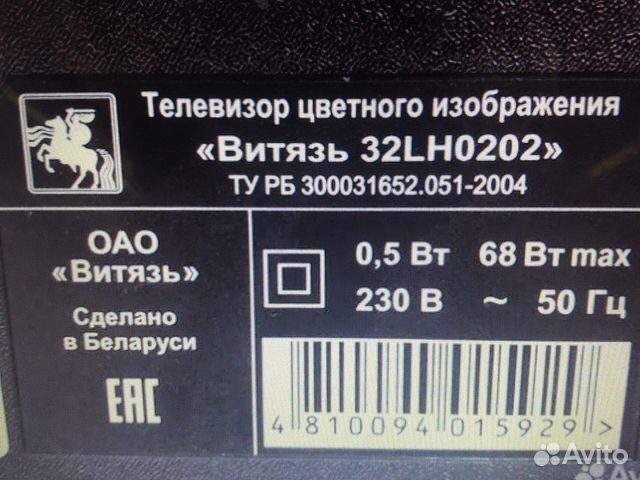 Телевизор цветного изображения
«Витязь 32LH0202»
ТУ РБ 300031652.051-2004
ОАО
«Витязь»
Сделано
в Беларуси
ЕАС
0,5 Вт 68 Вт max
230 В ~ 50 Гц
4 810094 015929 >
Avito
Avito